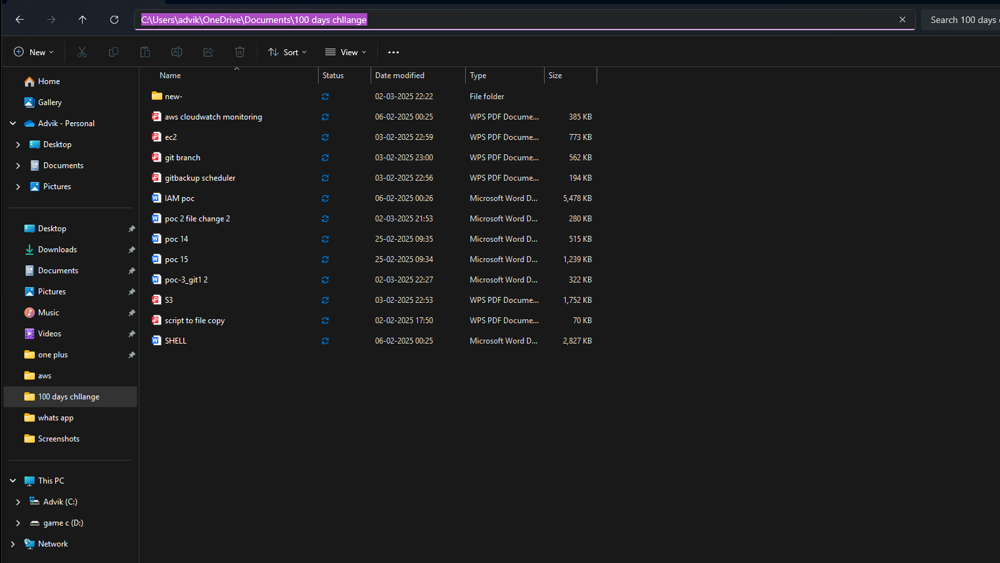 C:\Users\advik\OneDrive\Documents\100 days chllange
Search 100 days
New
Sort
View
Home
Gallery
Advik - Personal
Desktop
Documents
Pictures
Desktop
Downloads
Documents
Pictures
Music
Videos
one plus
aws
100 days chllange
whats app
Screenshots
This PC
Advik (C:)
game c (D:)
Network
Name Status Date modified Type Size
new- 02-03-2025 22:22 File folder
aws cloudwatch monitoring 06-02-2025 00:25 WPS PDF Docume... 385 KB
ec2 03-02-2025 22:59 WPS PDF Docume... 773 KB
git branch 03-02-2025 23:00 WPS PDF Docume... 562 KB
gitbackup scheduler 03-02-2025 22:56 WPS PDF Docume... 194 KB
IAM poc 06-02-2025 00:26 Microsoft Word D... 5,478 KB
poc 2 file change 2 02-03-2025 21:53 Microsoft Word D... 280 KB
poc 14 25-02-2025 09:35 Microsoft Word D... 515 KB
poc 15 25-02-2025 09:34 Microsoft Word D... 1,239 KB
poc-3_git1 2 02-03-2025 22:27 Microsoft Word D... 322 KB
S3 03-02-2025 22:53 WPS PDF Docume... 1,752 KB
script to file copy 02-02-2025 17:50 WPS PDF Docume... 70 KB
SHELL 06-02-2025 00:25 Microsoft Word D... 2,827 KB